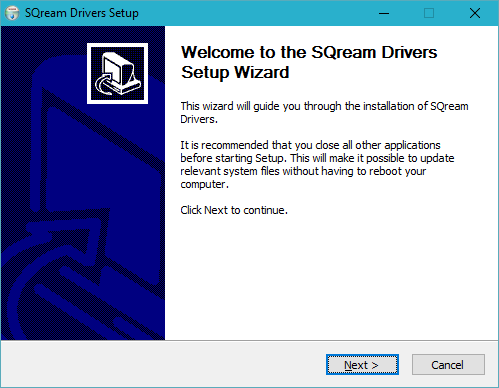 SQream Drivers Setup
Welcome to the SQream Drivers
Setup Wizard
This wizard will guide you through the installation of SQream
Drivers.
It is recommended that you close all other applications
before starting Setup. This will make it possible to update
relevant system files without having to reboot your
computer.
Click Next to continue.
Next >
Cancel